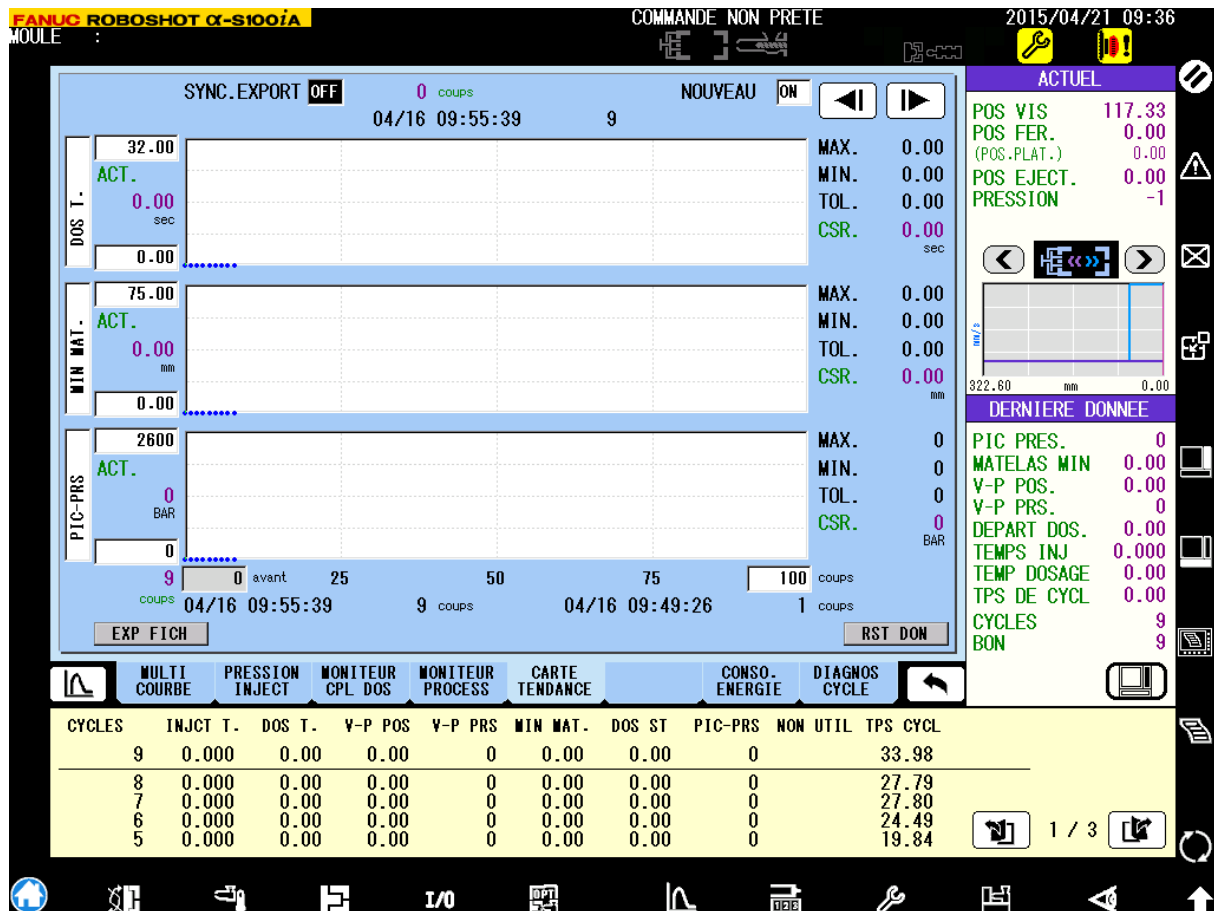 FANUC ROBOSHOT α-S100iA
COMMANDE NON PRETE
2015/04/21 09:36
MOULE :
SYNC.EXPORT OFF 0 coups NOUVEAU ON
04/16 09:55:39 9
DOS T.
32.00
ACT.
0.00
sec
0.00
MAX. 0.00
MIN. 0.00
TOL. 0.00
CSR. 0.00
sec
MIN MAT.
75.00
ACT.
0.00
mm
0.00
MAX. 0.00
MIN. 0.00
TOL. 0.00
CSR. 0.00
mm
PIC-PRS
2600
ACT.
0
BAR
0
MAX. 0
MIN. 0
TOL. 0
CSR. 0
BAR
9 0 avant 25 50 75 100 coups
coups 04/16 09:55:39 9 coups 04/16 09:49:26 1 coups
EXP FICH RST DON
ACTUEL
POS VIS 117.33
POS FER. 0.00
(POS.PLAT.) 0.00
POS EJECT. 0.00
PRESSION -1
mm/s
322.60 mm 0.00
DERNIERE DONNEE
PIC PRES. 0
MATELAS MIN 0.00
V-P POS. 0.00
V-P PRS. 0
DEPART DOS. 0.00
TEMPS INJ 0.000
TEMP DOSAGE 0.00
TPS DE CYCL 0.00
CYCLES 9
BON 9
MULTI COURBE
PRESSION INJECT
MONITEUR CPL DOS
MONITEUR PROCESS
CARTE TENDANCE
CONSO. ENERGIE
DIAGNOS CYCLE
CYCLES INJCT T. DOS T. V-P POS V-P PRS MIN MAT. DOS ST PIC-PRS NON UTIL TPS CYCL
9 0.000 0.00 0.00 0 0.00 0.00 0 33.98
8 0.000 0.00 0.00 0 0.00 0.00 0 27.79
7 0.000 0.00 0.00 0 0.00 0.00 0 27.80
6 0.000 0.00 0.00 0 0.00 0.00 0 24.49
5 0.000 0.00 0.00 0 0.00 0.00 0 19.84
1 / 3
I/O
OPT
123